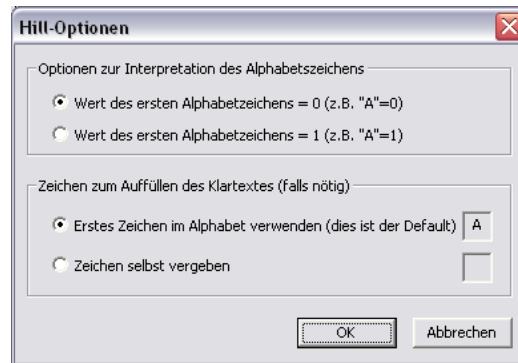 Hill-Optionen
Optionen zur Interpretation des Alphabetszeichens
Wert des ersten Alphabetzeichens = 0 (z.B. "A"=0)
Wert des ersten Alphabetzeichens = 1 (z.B. "A"=1)
Zeichen zum Auffüllen des Klartextes (falls nötig)
Erstes Zeichen im Alphabet verwenden (dies ist der Default) A
Zeichen selbst vergeben
OK Abbrechen